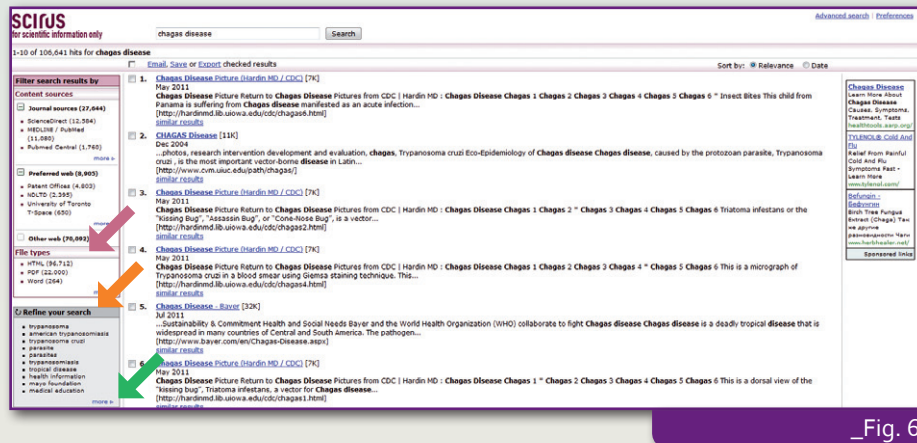 SCIRUS
for scientific information only
chagas disease
Search
Advanced search | Preferences
1-10 of 106,641 hits for chagas disease
Email, Save or Export checked results
Sort by: Relevance Date
Filter search results by
Content sources
Journal sources (27,644)
ScienceDirect (12,584)
MEDLINE / PubMed
(11,080)
Pubmed Central (1,760)
more »
Preferred web (8,905)
Patent Offices (4,803)
NDLTD (2,395)
University of Toronto
T-Space (650)
Other web (70,092)
File types
HTML (96,712)
PDF (22,000)
Word (264)
Refine your search
trypanosoma
american trypanosomiasis
trypanosoma cruzi
parasite
parasites
trypanosomiasis
tropical disease
health information
mayo foundation
medical education
more »
1. Chagas Disease Picture (Hardin MD / CDC) [7K]
May 2011
Chagas Disease Picture Return to Chagas Disease Pictures from CDC | Hardin MD : Chagas Disease Chagas 1 Chagas 2 Chagas 3 Chagas 4 Chagas 5 Chagas 6 " Insect Bites This child from
Panama is suffering from Chagas disease manifested as an acute infection...
[http://hardinmd.lib.uiowa.edu/cdc/chagas6.html]
similar results
2. CHAGAS Disease [11K]
Dec 2004
...photos, research intervention development and evaluation, chagas, Trypanosoma cruzi Eco-Epidemiology of Chagas disease Chagas disease, caused by the protozoan parasite, Trypanosoma
cruzi , is the most important vector-borne disease in Latin...
[http://www.cvm.uiuc.edu/path/chagas/]
similar results
3. Chagas Disease Picture (Hardin MD / CDC) [7K]
May 2011
Chagas Disease Picture Return to Chagas Disease Pictures from CDC | Hardin MD : Chagas Disease Chagas 1 Chagas 2 " Chagas 3 Chagas 4 Chagas 5 Chagas 6 Triatoma infestans or the
"Kissing Bug", "Assassin Bug", or "Cone-Nose Bug", is a vector...
[http://hardinmd.lib.uiowa.edu/cdc/chagas2.html]
similar results
4. Chagas Disease Picture (Hardin MD / CDC) [7K]
May 2011
Chagas Disease Picture Return to Chagas Disease Pictures from CDC | Hardin MD : Chagas Disease Chagas 1 Chagas 2 Chagas 3 Chagas 4 " Chagas 5 Chagas 6 This is a micrograph of
Trypanosoma cruzi in a blood smear using Giemsa staining technique. This...
[http://hardinmd.lib.uiowa.edu/cdc/chagas4.html]
similar results
5. Chagas Disease - Bayer [32K]
Jul 2011
...Sustainability & Commitment Health and Social Needs Bayer and the World Health Organization (WHO) collaborate to fight Chagas disease Chagas disease is a deadly tropical disease that is
widespread in many countries of Central and South America. The pathogen...
[http://www.bayer.com/en/Chagas-Disease.aspx]
similar results
6. Chagas Disease Picture (Hardin MD / CDC) [7K]
May 2011
Chagas Disease Picture Return to Chagas Disease Pictures from CDC | Hardin MD : Chagas Disease Chagas 1 " Chagas 2 Chagas 3 Chagas 4 Chagas 5 Chagas 6 This is a dorsal view of the
"kissing bug", Triatoma infestans, a vector for Chagas disease...
[http://hardinmd.lib.uiowa.edu/cdc/chagas1.html]
similar results
Chagas Disease
Learn More About
Chagas Disease
Causes, Symptoms,
Treatment, Tests
healthtools.aarp.org/
TYLENOL® Cold And
Flu
Relief From Painful
Cold And Flu
Symptoms Fast -
Learn More
www.tylenol.com/
Befungin -
Бефунгин
Birch Tree Fungus
Extract (Chaga) Так
же другие
разновидности Чаги
www.herbhealer.net/
Sponsored links
_Fig. 6